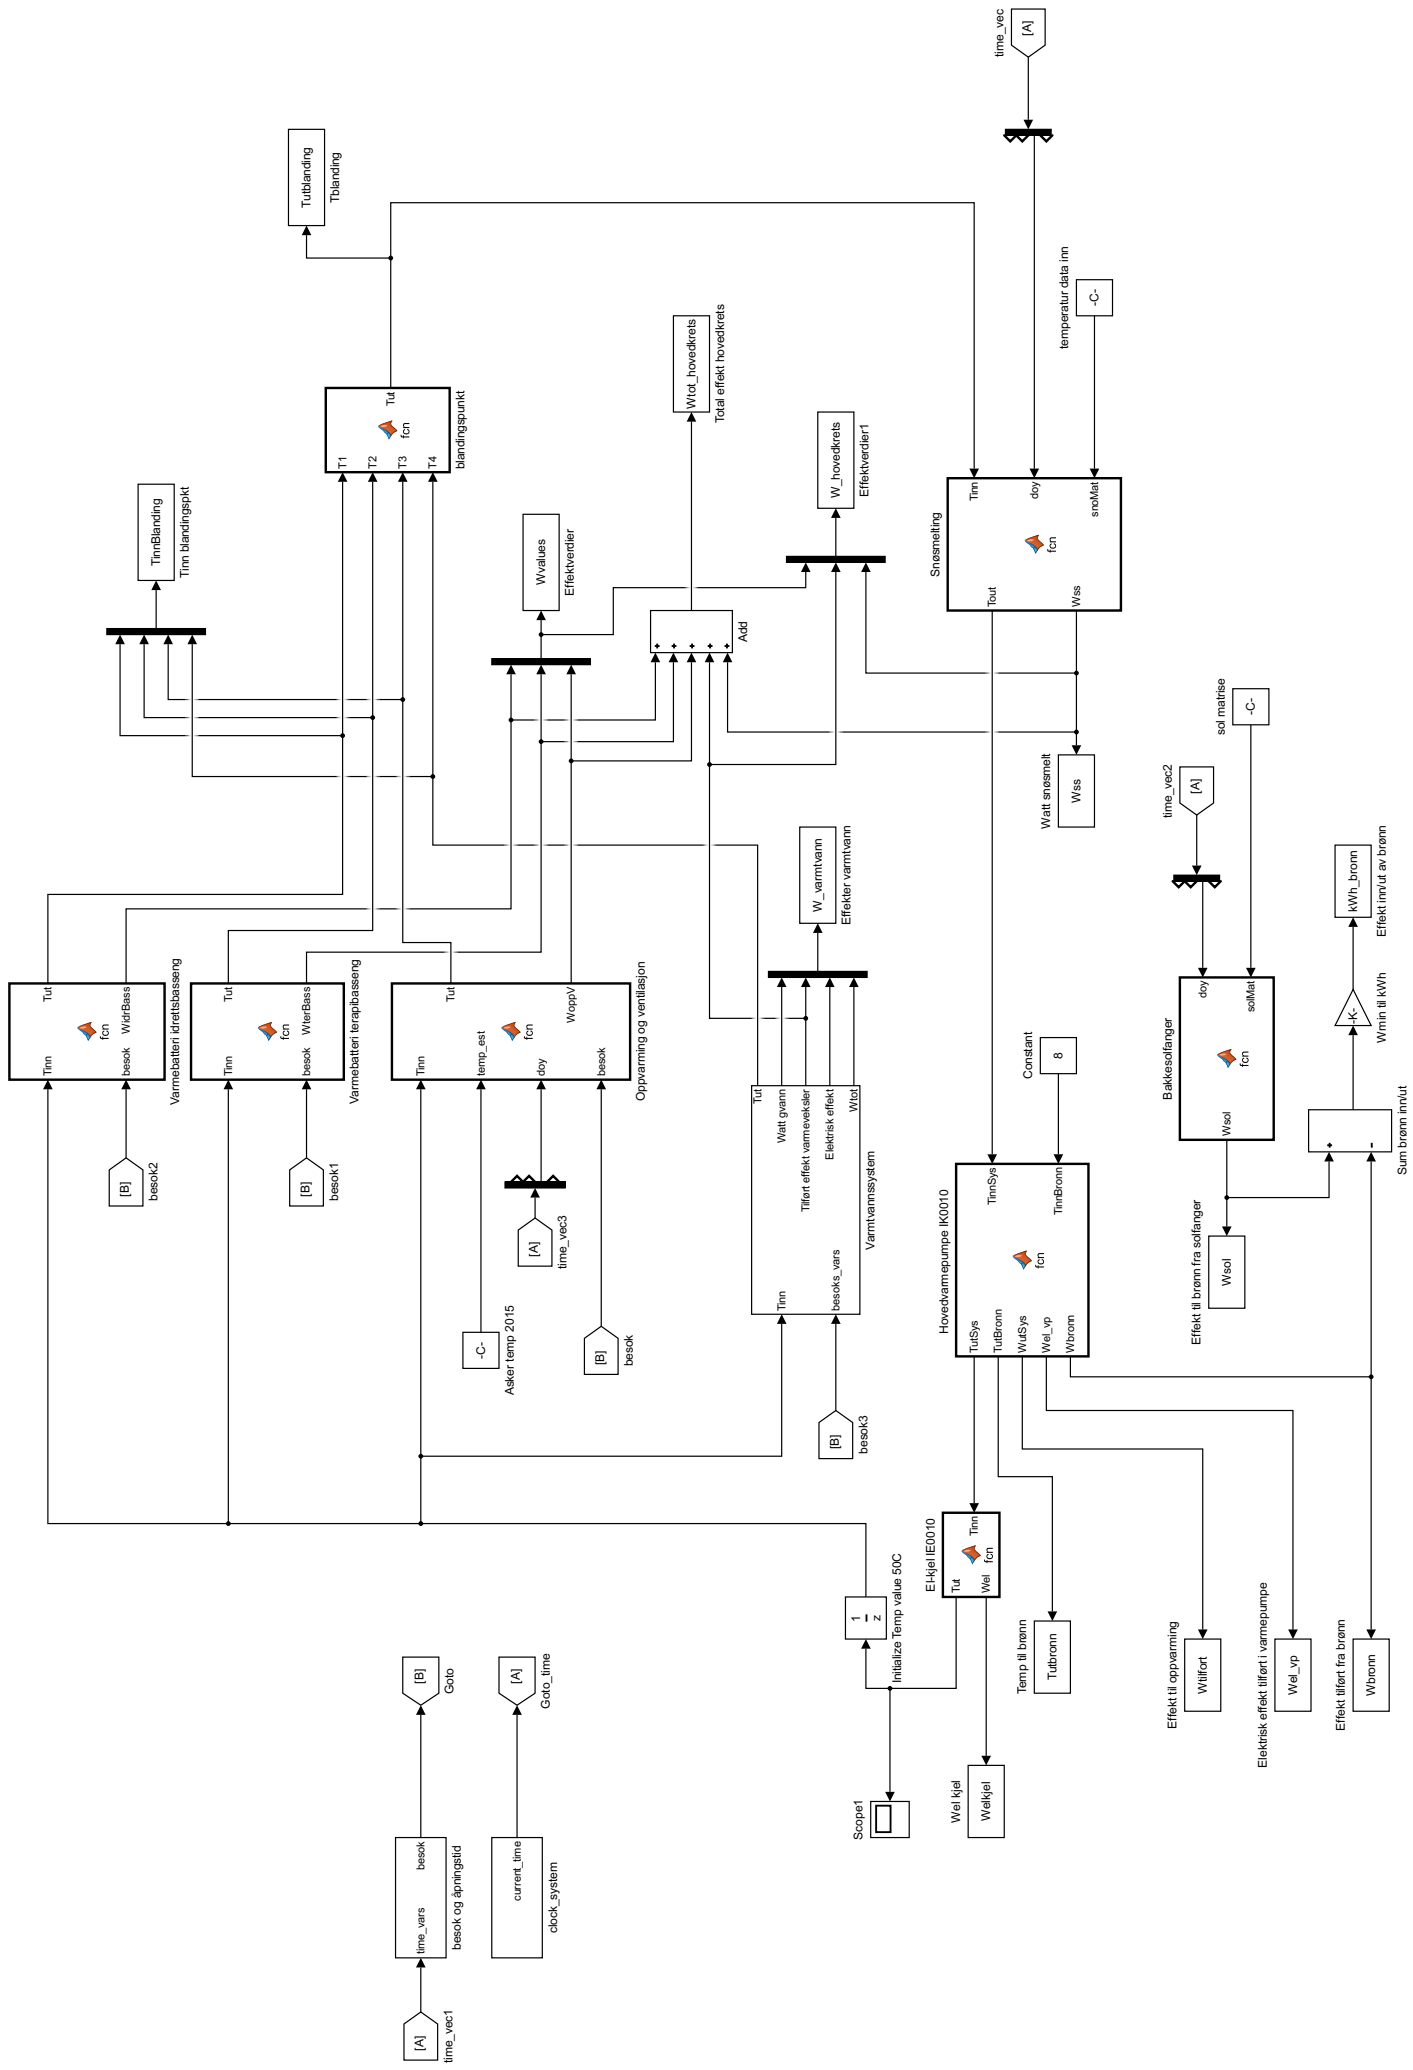 [A]
time_vec1
time_vars
besok
besok og åpningstid
[B]
Goto
current_time
clock_system
[A]
Goto_time
Scope1
Wel kjel
Welkjel
1
z
Initialize Temp value 50C
El-kjel IE0010
Tut
Wel
Tinn
fcn
Temp til brønn
Tutbronn
Effekt til oppvarming
Wtilfort
Elektrisk effekt tilført i varmepumpe
Wel_vp
Effekt tilført fra brønn
Wbronn
[B]
besok2
Tinn
besok
fcn
Tut
WidrBass
Varmebatteri idrettsbasseng
[B]
besok1
Tinn
besok
fcn
Tut
WterBass
Varmebatteri terapibasseng
-C-
Asker temp 2015
[A]
time_vec3
[B]
besok
Tinn
temp_est
doy
besok
fcn
Tut
WoppV
Oppvarming og ventilasjon
[B]
besok3
Tinn
besoks_vars
Tut
Watt gvann
Tilført effekt varmeveksler
Elektrisk effekt
Wtot
Varmtvannssystem
W_varmtvann
Effekter varmtvann
Hovedvarmepumpe IK0010
TutSys
TutBronn
WutSys
Wel_vp
Wbronn
fcn
TinnSys
TinnBronn
Constant
8
Effekt til brønn fra solfanger
Wsol
Bakkesolfanger
Wsol
fcn
doy
solMat
time_vec2
[A]
sol matrise
-C-
+
-
Sum brønn inn/ut
-K-
Wmin til kWh
kWh_bronn
Effekt inn/ut av brønn
TinnBlanding
Tinn blandingspkt
T1
T2
T3
T4
fcn
Tut
blandingspunkt
Tutblanding
Tblanding
Wvalues
Effektverdier
+
+
+
+
+
Add
Wtot_hovedkrets
Total effekt hovedkrets
W_hovedkrets
Effektverdier1
Watt snøsmelt
Wss
Snøsmelting
Tout
Wss
fcn
Tinn
doy
snoMat
temperatur data inn
-C-
time_vec
[A]